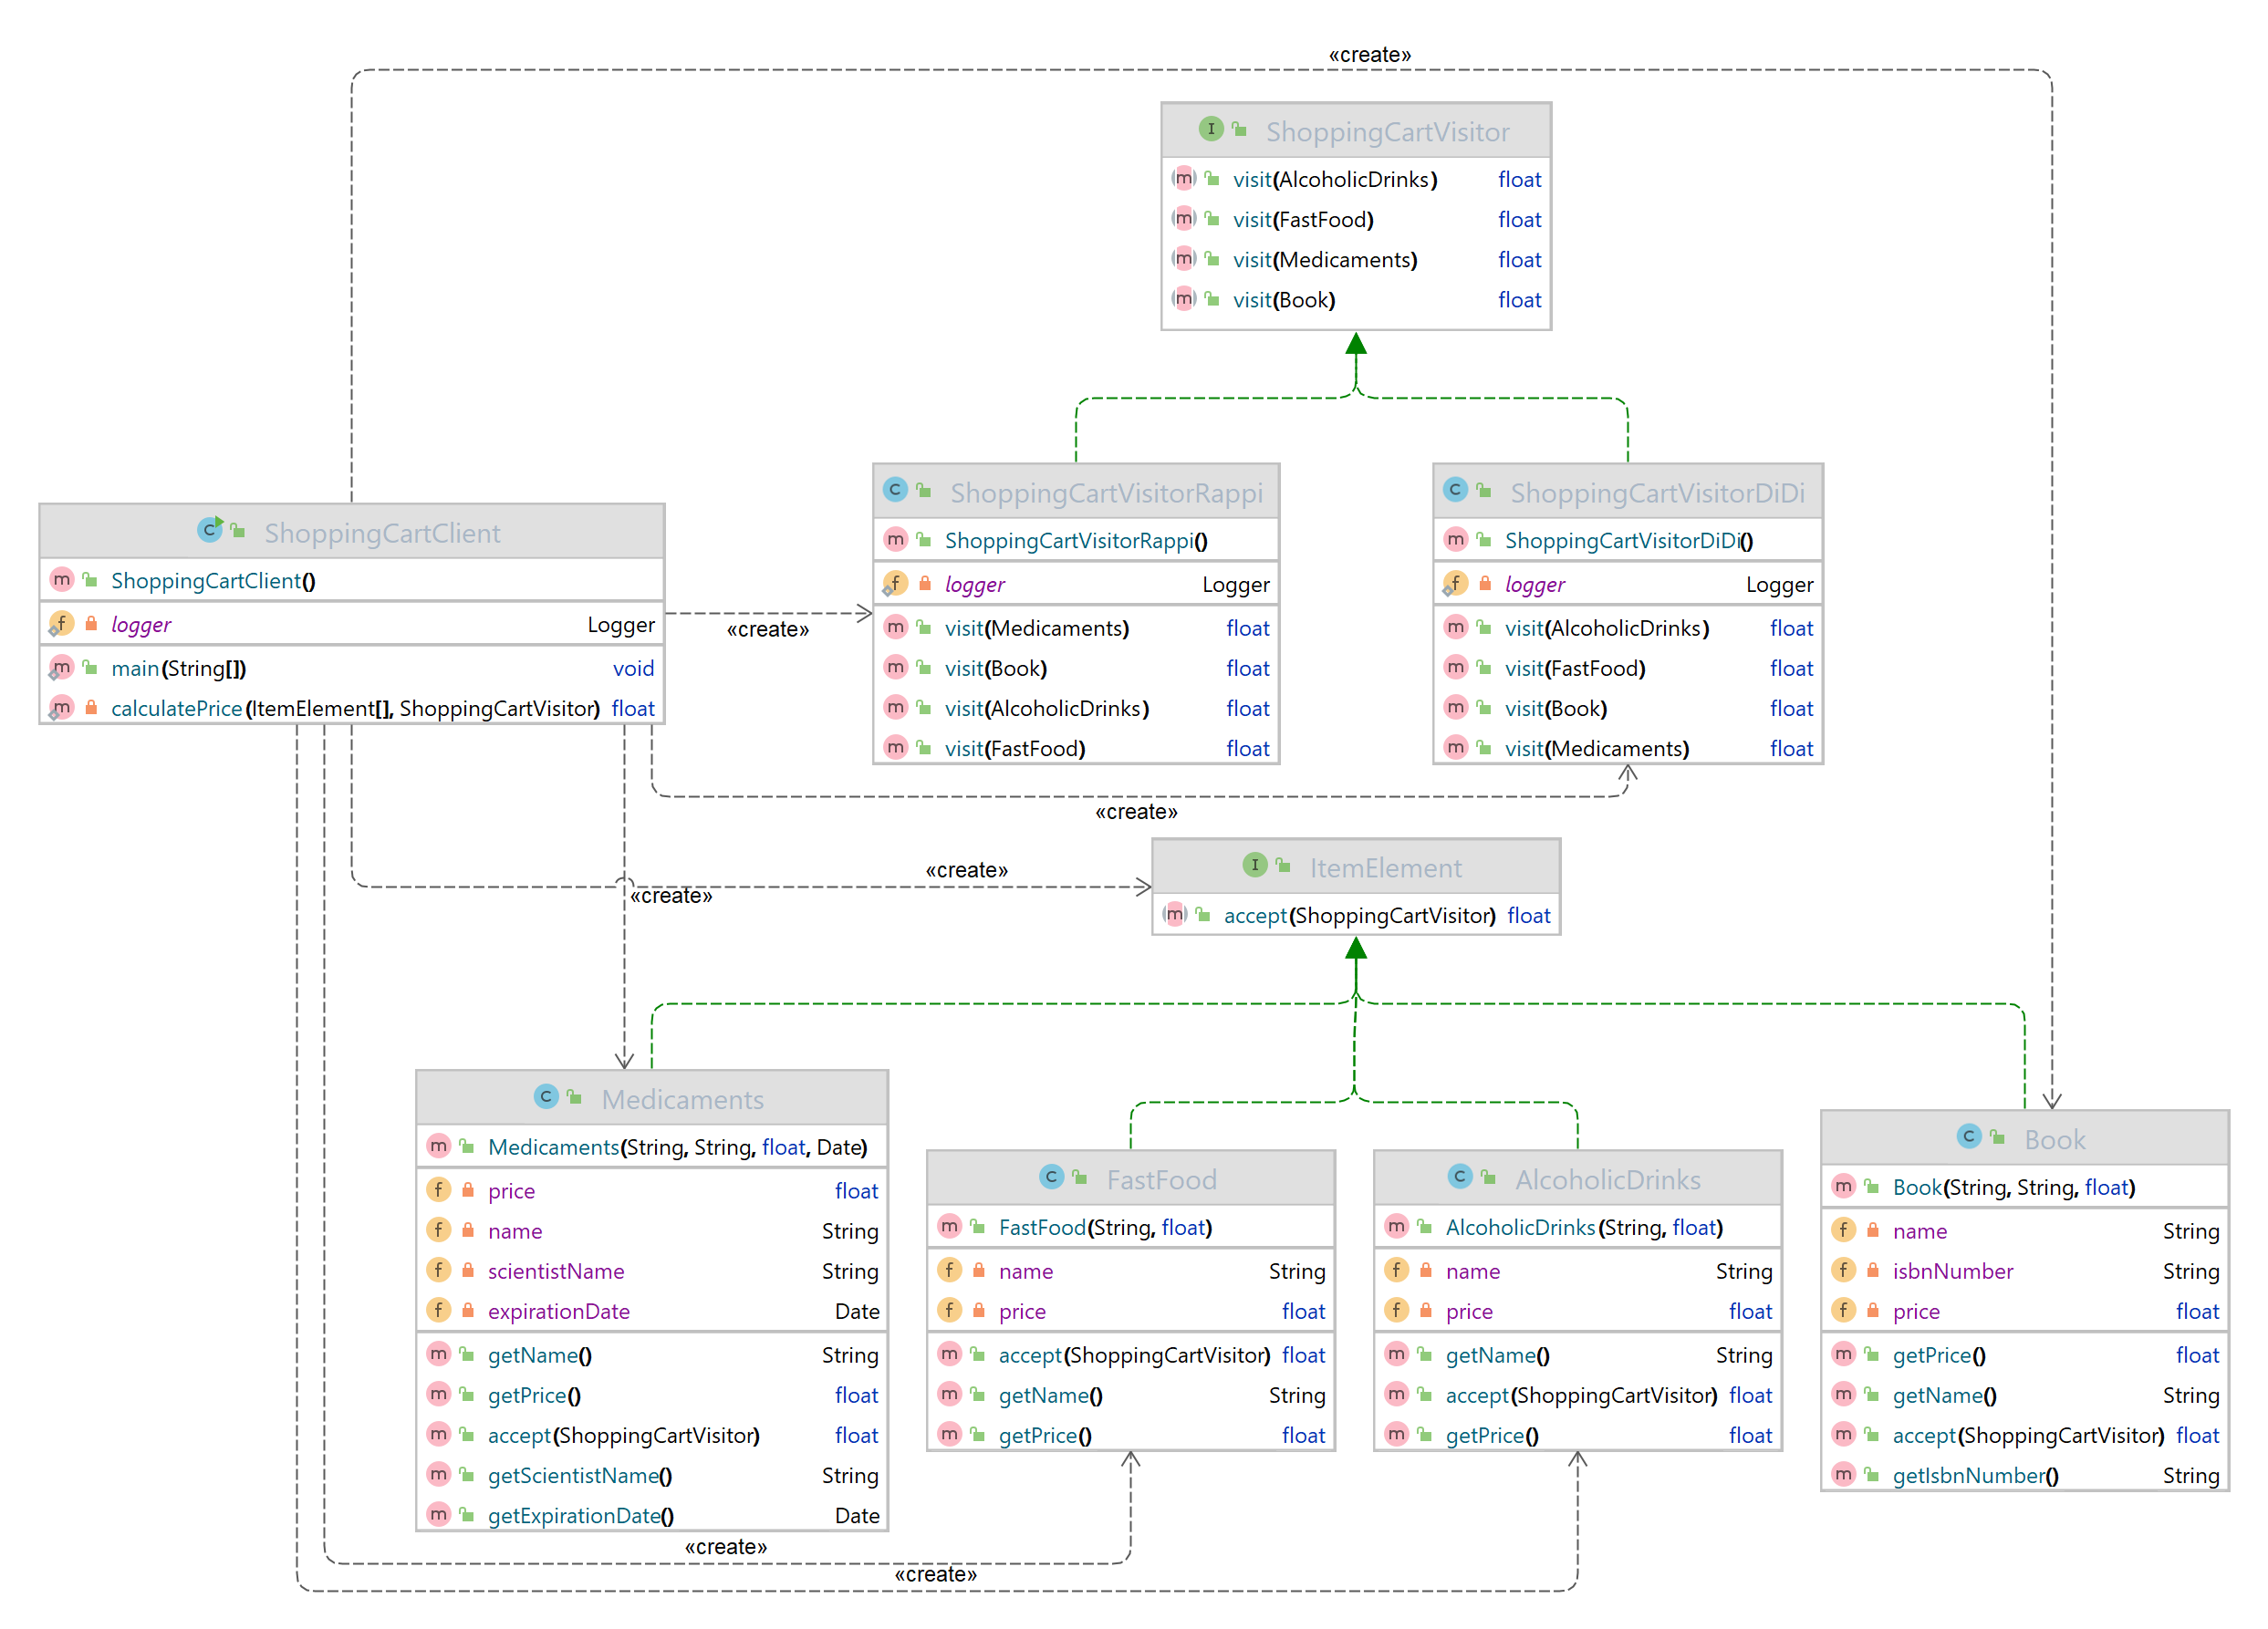 «create»
ShoppingCartVisitor
visit(AlcoholicDrinks) float
visit(FastFood) float
visit(Medicaments) float
visit(Book) float
ShoppingCartClient
ShoppingCartClient()
logger Logger
main(String[]) void
calculatePrice(ItemElement[], ShoppingCartVisitor) float
«create»
ShoppingCartVisitorRappi
ShoppingCartVisitorRappi()
logger Logger
visit(Medicaments) float
visit(Book) float
visit(AlcoholicDrinks) float
visit(FastFood) float
ShoppingCartVisitorDiDi
ShoppingCartVisitorDiDi()
logger Logger
visit(AlcoholicDrinks) float
visit(FastFood) float
visit(Book) float
visit(Medicaments) float
«create»
«create»
«create»
ItemElement
accept(ShoppingCartVisitor) float
Medicaments
Medicaments(String, String, float, Date)
price float
name String
scientistName String
expirationDate Date
getName() String
getPrice() float
accept(ShoppingCartVisitor) float
getScientistName() String
getExpirationDate() Date
FastFood
FastFood(String, float)
name String
price float
accept(ShoppingCartVisitor) float
getName() String
getPrice() float
AlcoholicDrinks
AlcoholicDrinks(String, float)
name String
price float
getName() String
accept(ShoppingCartVisitor) float
getPrice() float
Book
Book(String, String, float)
name String
isbnNumber String
price float
getPrice() float
getName() String
accept(ShoppingCartVisitor) float
getIsbnNumber() String
«create»
«create»